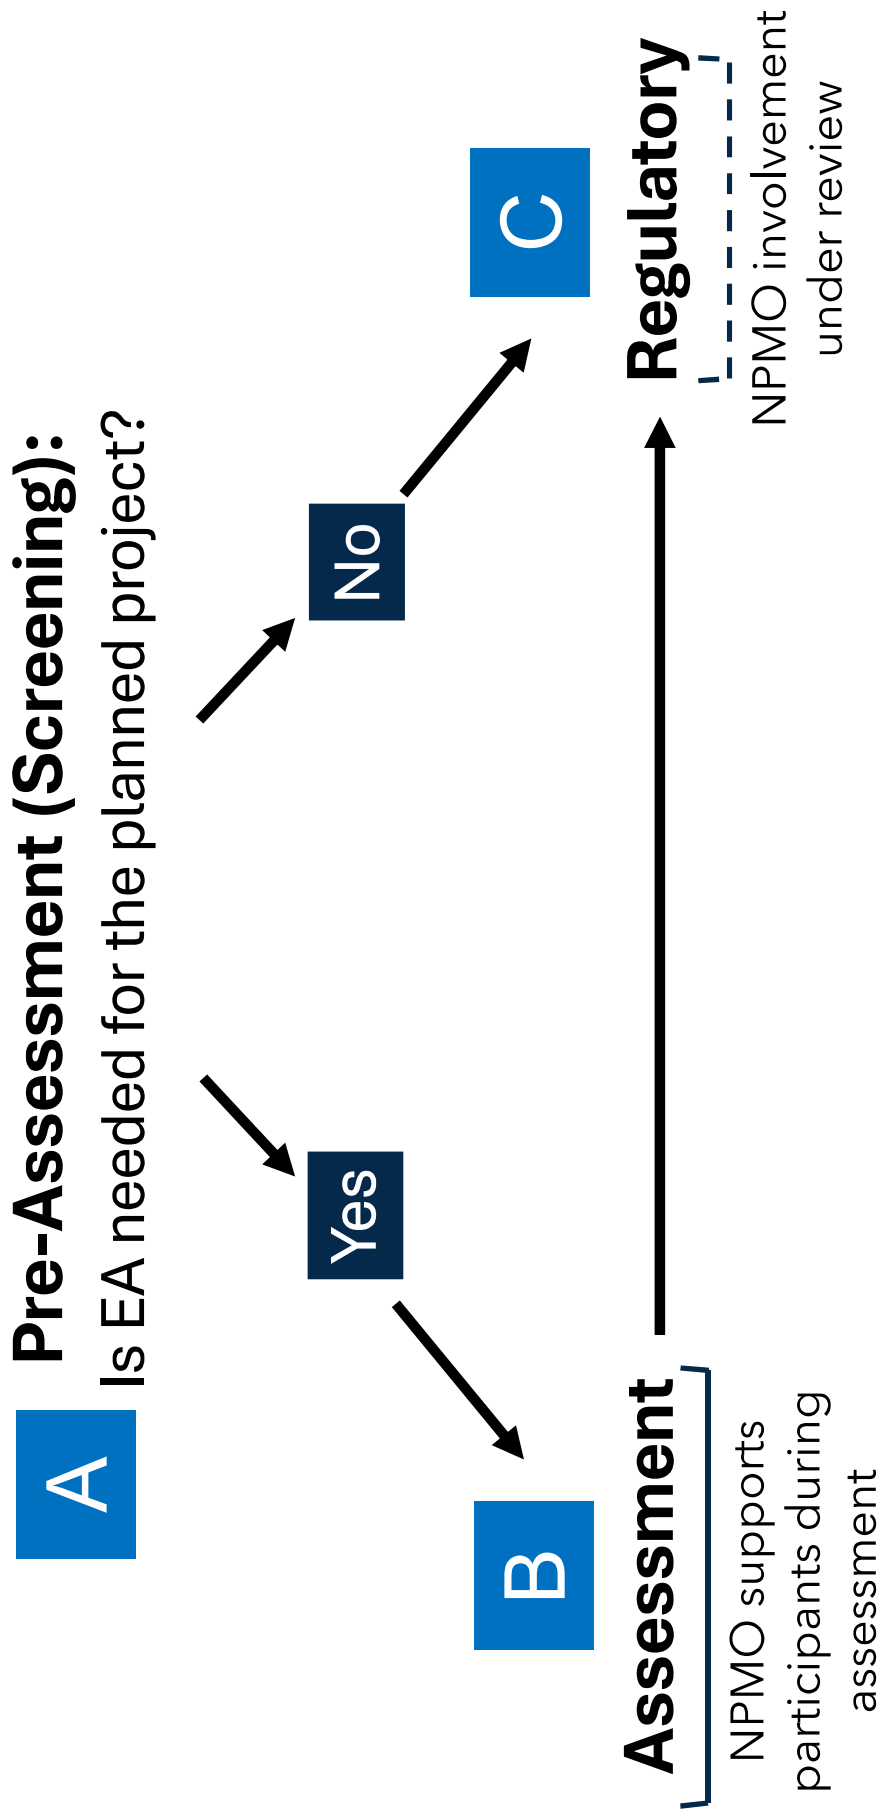 A
Pre-Assessment (Screening):
Is EA needed for the planned project?
Yes
No
B
Assessment
NPMO supports
participants during
assessment
C
Regulatory
NPMO involvement
under review